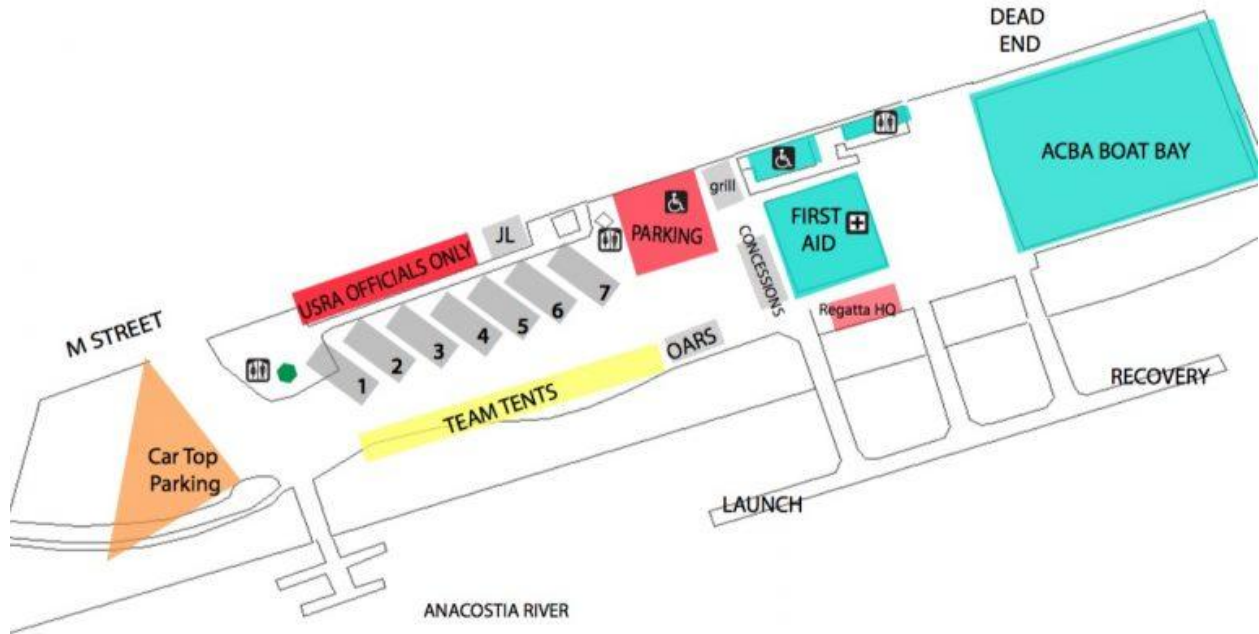 DEAD
END
ACBA BOAT BAY
grill
FIRST
AID
PARKING
JL
CONCESSIONS
USRA OFFICIALS ONLY
Regatta HQ
M STREET
1
2
3
4
5
6
7
OARS
TEAM TENTS
RECOVERY
Car Top
Parking
LAUNCH
ANACOSTIA RIVER